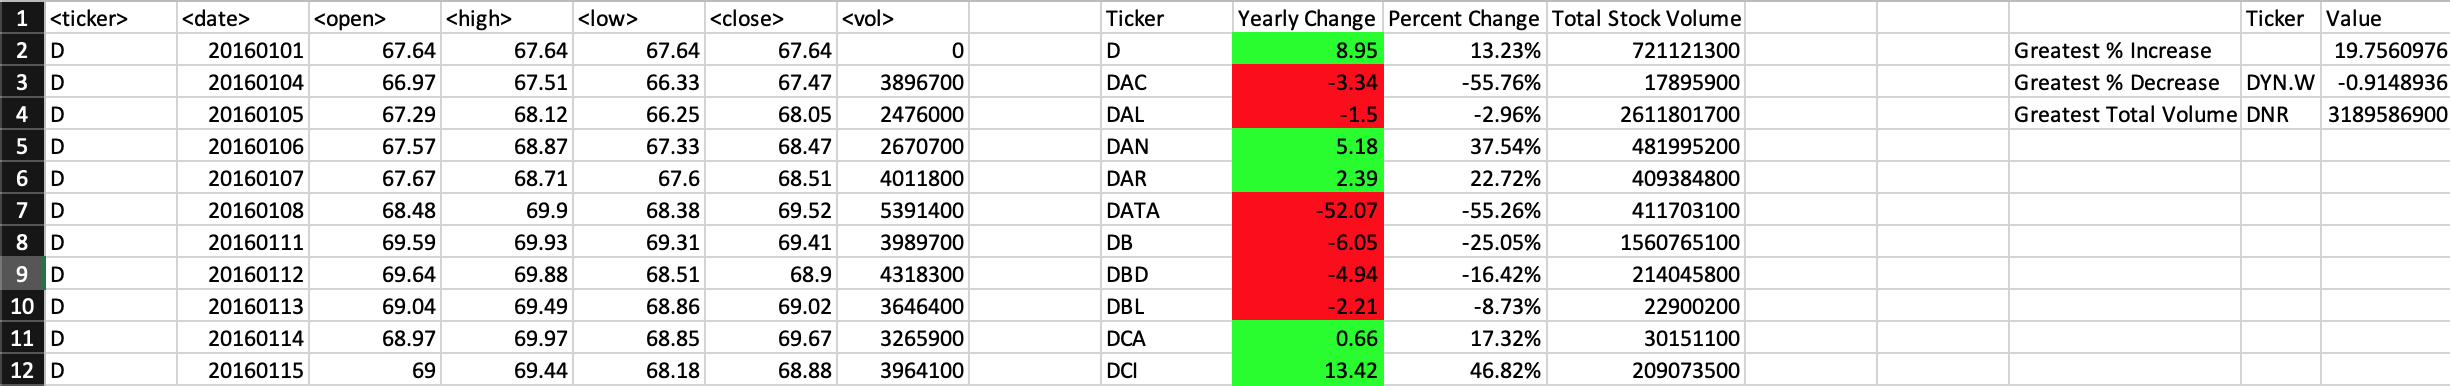 1 <ticker> <date> <open> <high> <low> <close> <vol> Ticker Yearly Change Percent Change Total Stock Volume Ticker Value
2 D 20160101 67.64 67.64 67.64 67.64 0 D 8.95 13.23% 721121300 Greatest % Increase 19.7560976
3 D 20160104 66.97 67.51 66.33 67.47 3896700 DAC -3.34 -55.76% 17895900 Greatest % Decrease DYN.W -0.9148936
4 D 20160105 67.29 68.12 66.25 68.05 2476000 DAL -1.5 -2.96% 2611801700 Greatest Total Volume DNR 3189586900
5 D 20160106 67.57 68.87 67.33 68.47 2670700 DAN 5.18 37.54% 481995200
6 D 20160107 67.67 68.71 67.6 68.51 4011800 DAR 2.39 22.72% 409384800
7 D 20160108 68.48 69.9 68.38 69.52 5391400 DATA -52.07 -55.26% 411703100
8 D 20160111 69.59 69.93 69.31 69.41 3989700 DB -6.05 -25.05% 1560765100
9 D 20160112 69.64 69.88 68.51 68.9 4318300 DBD -4.94 -16.42% 214045800
10 D 20160113 69.04 69.49 68.86 69.02 3646400 DBL -2.21 -8.73% 22900200
11 D 20160114 68.97 69.97 68.85 69.67 3265900 DCA 0.66 17.32% 30151100
12 D 20160115 69 69.44 68.18 68.88 3964100 DCI 13.42 46.82% 209073500